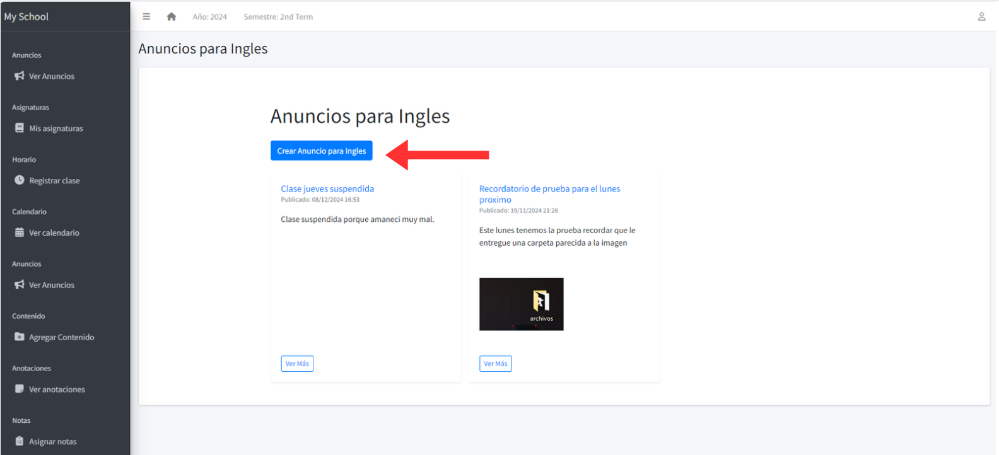 My School
Año: 2024
Semestre: 2nd Term
Anuncios
Ver Anuncios
Asignaturas
Mis asignaturas
Horario
Registrar clase
Calendario
Ver calendario
Anuncios
Ver Anuncios
Contenido
Agregar Contenido
Anotaciones
Ver anotaciones
Notas
Asignar notas
Anuncios para Ingles
Anuncios para Ingles
Crear Anuncio para Ingles
Clase jueves suspendida
Publicado: 08/12/2024 16:53
Clase suspendida porque amaneci muy mal.
Ver Más
Recordatorio de prueba para el lunes
proximo
Publicado: 19/11/2024 21:28
Este lunes tenemos la prueba recordar que le
entregue una carpeta parecida a la imagen
archivos
Ver Más